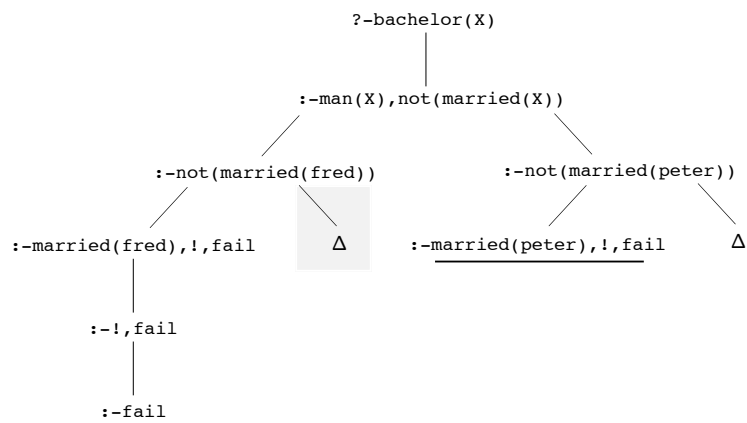 ?-bachelor(X)
:-man(X),not(married(X))
:-not(married(fred))
:-not(married(peter))
:-married(fred),!,fail
Δ
:-married(peter),!,fail
Δ
:-!,fail
:-fail